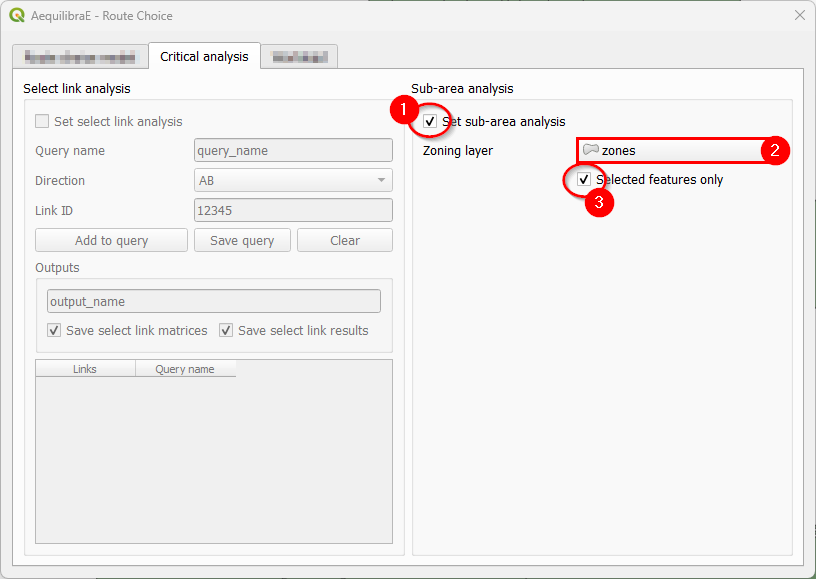 AequilibraE - Route Choice
Critical analysis
Select link analysis
Set select link analysis
Query name
query_name
Direction
AB
Link ID
12345
Add to query
Save query
Clear
Outputs
output_name
Save select link matrices
Save select link results
Links
Query name
Sub-area analysis
1
Set sub-area analysis
Zoning layer
zones
2
Selected features only
3